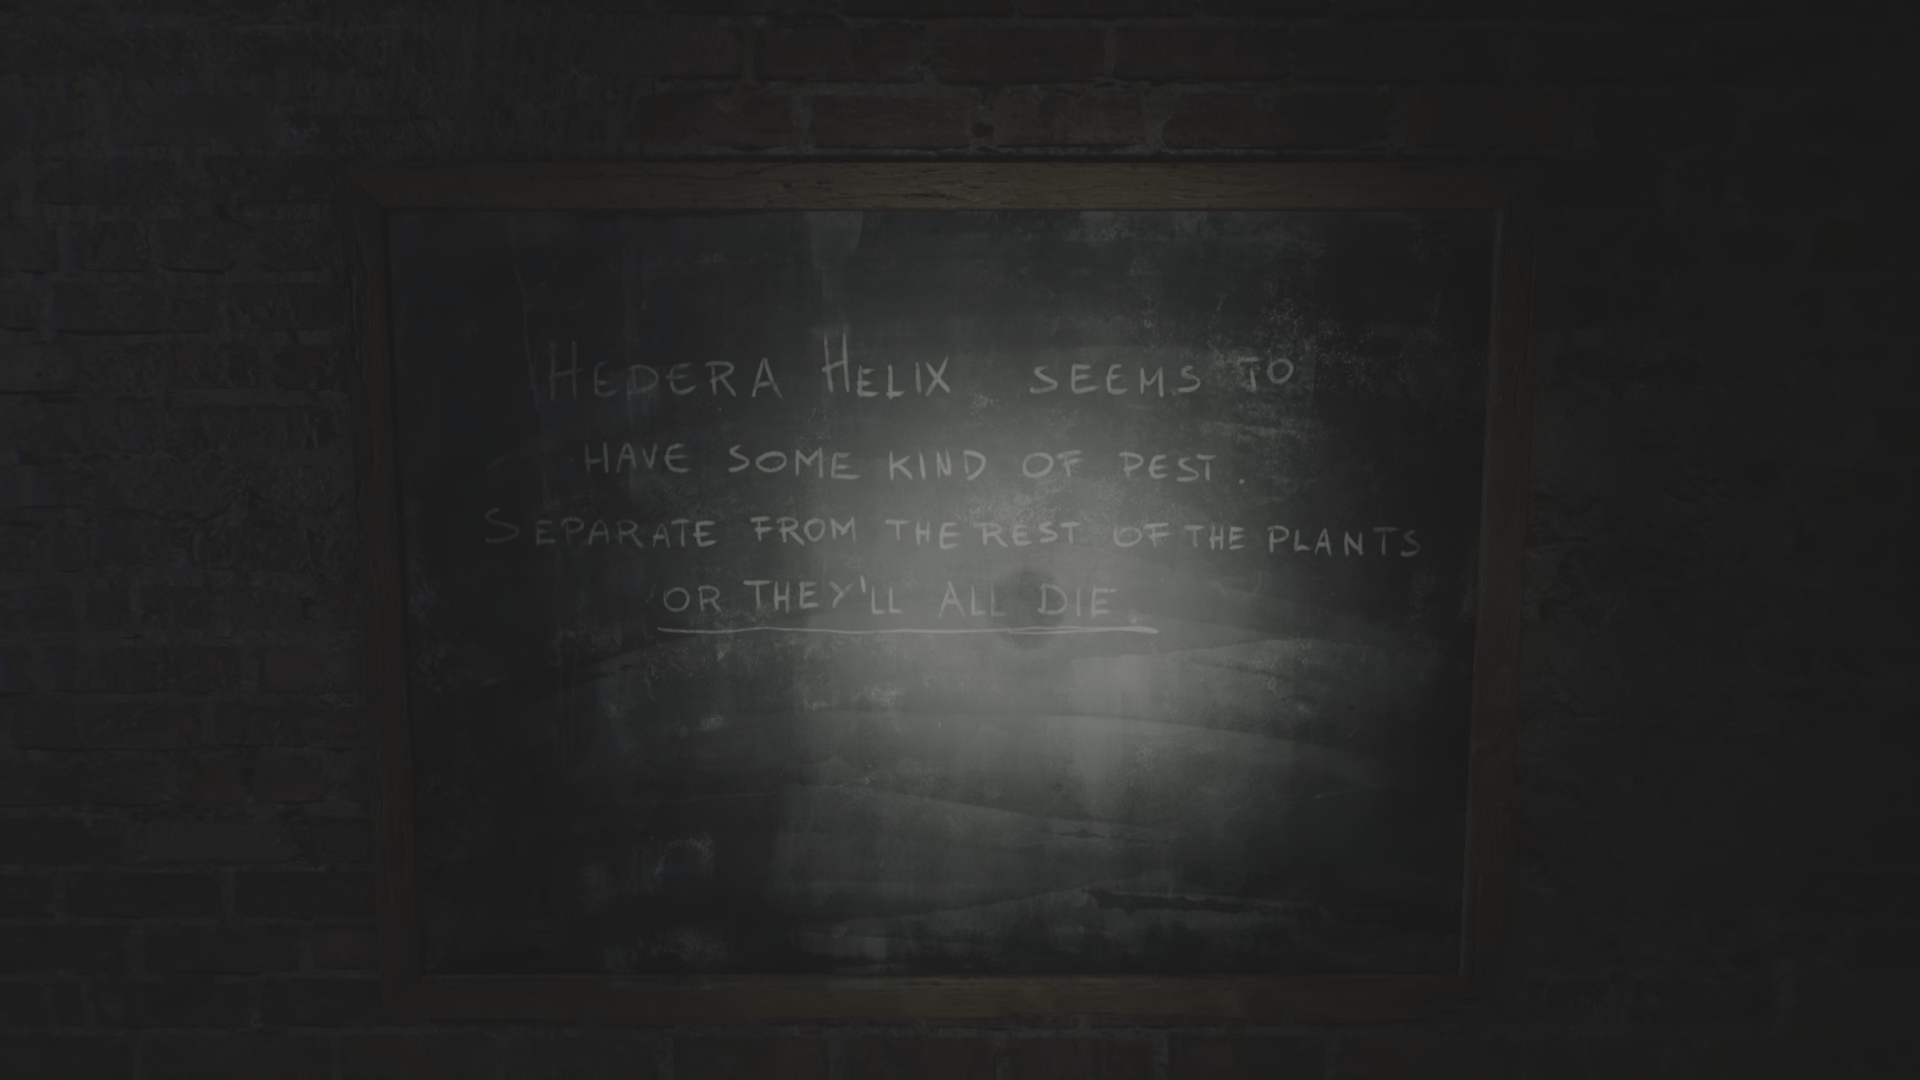 HEDERA HELIX SEEMS TO
HAVE SOME KIND OF PEST.
SEPARATE FROM THE REST OF THE PLANTS
OR THEY'LL ALL DIE.